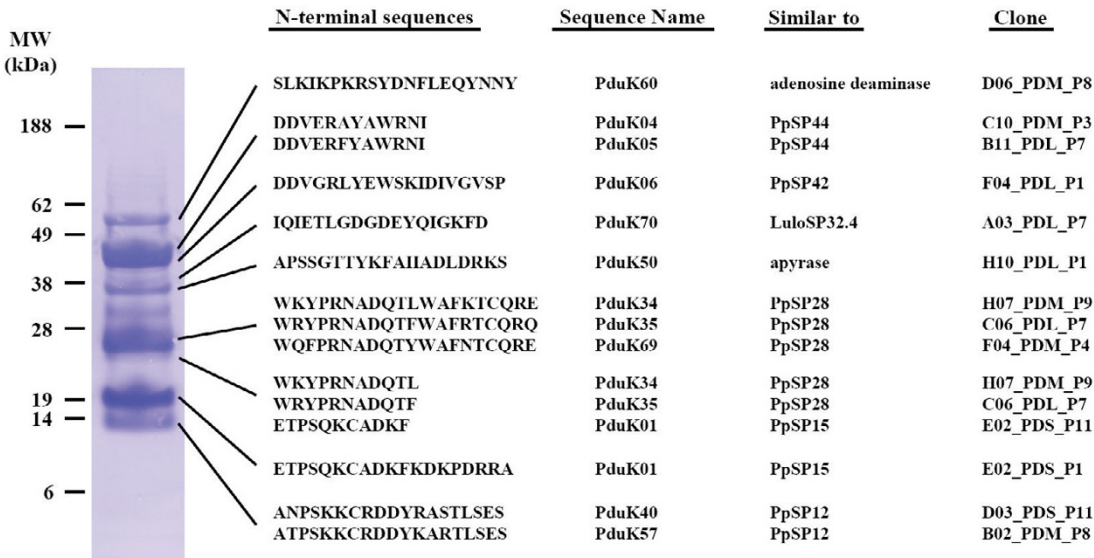 N-terminal sequences Sequence Name Similar to Clone
MW
(kDa)
SLKIKPKRSYDNFLEQYNNY PduK60 adenosine deaminase D06_PDM_P8
188
DDVERAYAWRNI PduK04 PpSP44 C10_PDM_P3
DDVERFYAWRNI PduK05 PpSP44 B11_PDL_P7
DDVGRLYEWSKIDIVGVSP PduK06 PpSP42 F04_PDL_P1
62
IQIETLGDGDEYQIGKFD PduK70 LuloSP32.4 A03_PDL_P7
49
APSSGTTYKFAIIADLDRKS PduK50 apyrase H10_PDL_P1
38
WKYPRNADQTLWAFKTCQRE PduK34 PpSP28 H07_PDM_P9
28
WRYPRNADQTFWAFRTCQRQ PduK35 PpSP28 C06_PDL_P7
WQFPRNADQTYWAFNTCQRE PduK69 PpSP28 F04_PDM_P4
WKYPRNADQTL PduK34 PpSP28 H07_PDM_P9
19
WRYPRNADQTF PduK35 PpSP28 C06_PDL_P7
14
ETPSQKCADKF PduK01 PpSP15 E02_PDS_P11
ETPSQKCADKFKDKPDRRA PduK01 PpSP15 E02_PDS_P1
6
ANPSKKCRDDYRASTLSES PduK40 PpSP12 D03_PDS_P11
ATPSKKCRDDYKARTLSES PduK57 PpSP12 B02_PDM_P8